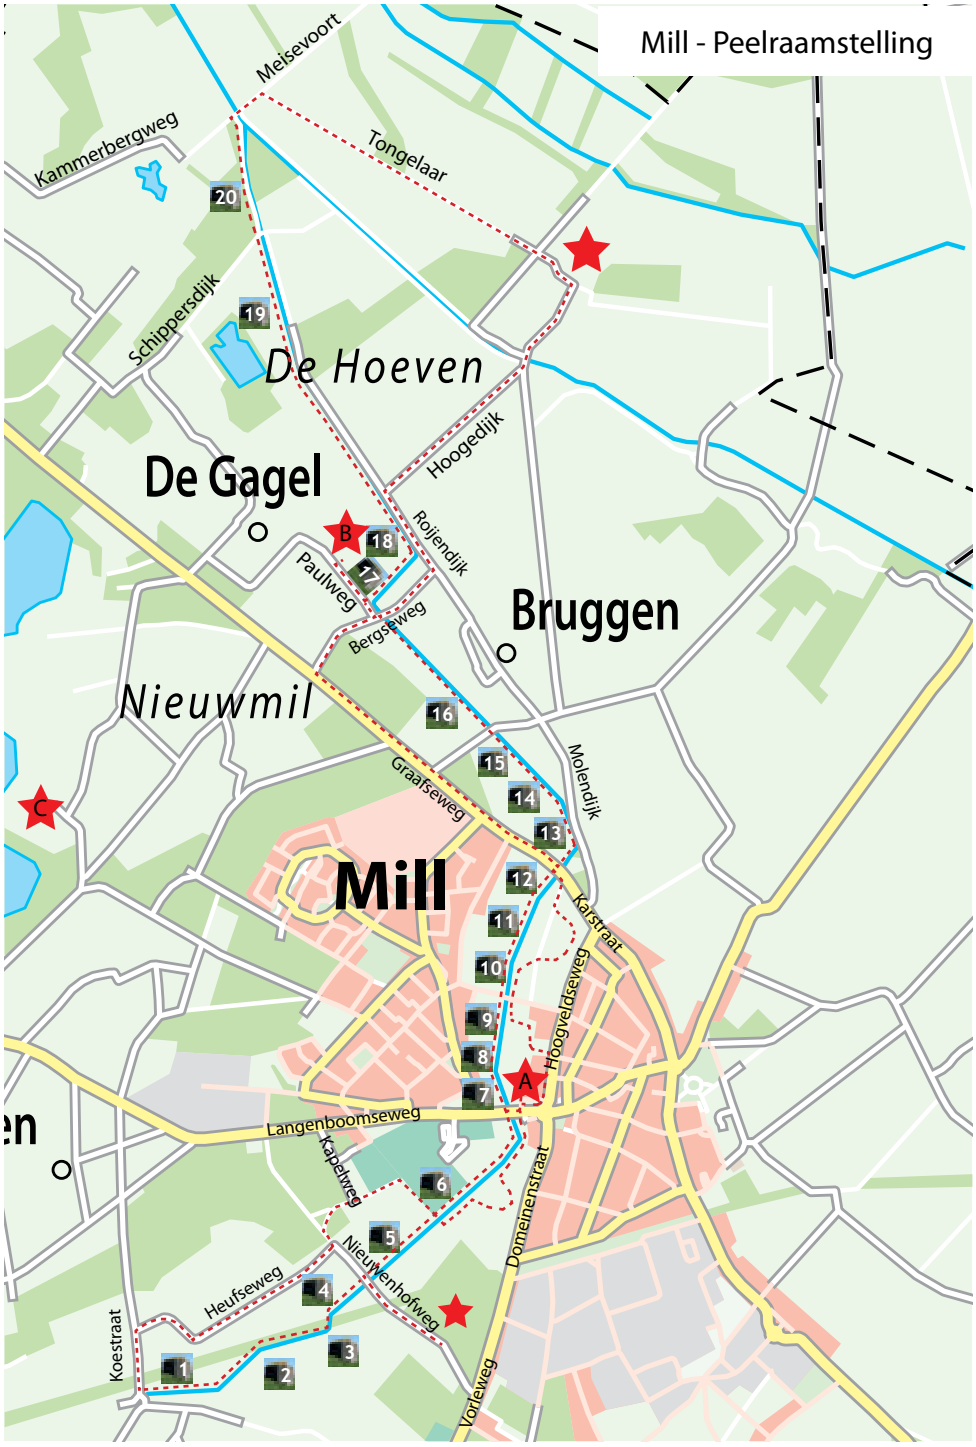 Mill - Peelraamstelling
Meisevoort
Kammerbergweg
Tongelaar
20
Schippersdijk
19
De Hoeven
Hoogedijk
De Gagel
B
18
Roijendijk
17
Paulweg
Bergseweg
Bruggen
Nieuwmil
16
15
Molendijk
Graafseweg
14
C
13
Mill
12
11
Karstraat
10
Hoogveldseweg
9
8
A
7
Langenboomseweg
en
Kapelweg
6
Domeinenstraat
5
Nieuwenhofweg
4
Heufseweg
3
Koestraat
1
2
Vorleweg